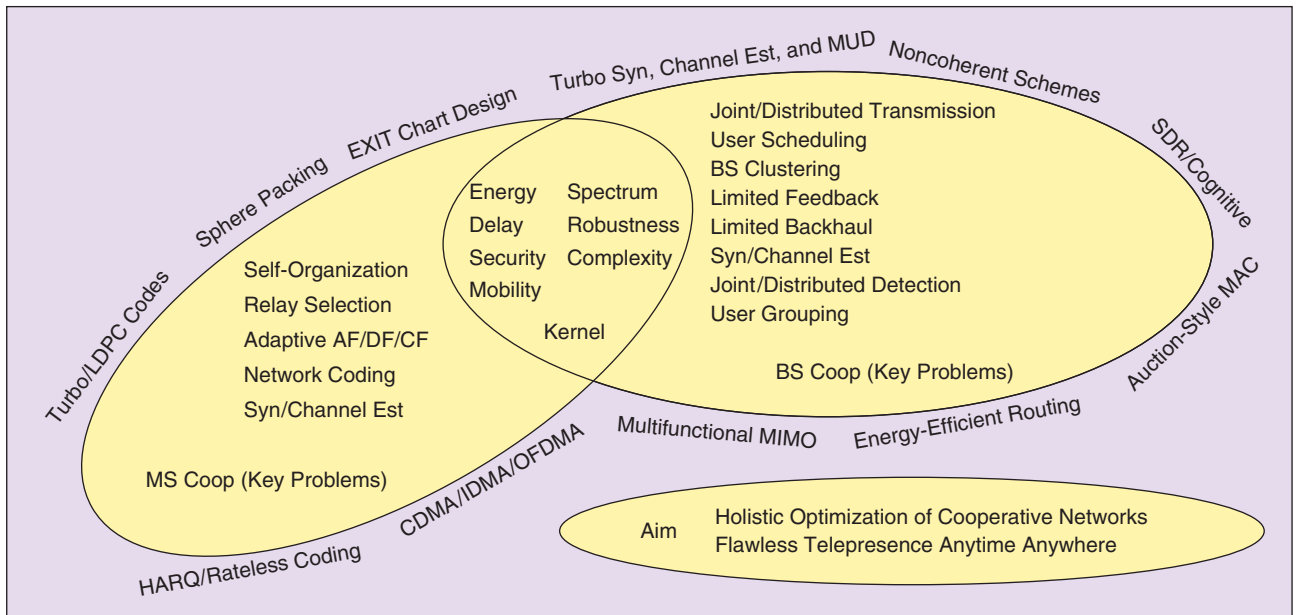 Turbo Syn, Channel Est, and MUD
Noncoherent Schemes
EXIT Chart Design
Sphere Packing
Turbo/LDPC Codes
SDR/Cognitive
Auction-Style MAC
Joint/Distributed Transmission
User Scheduling
BS Clustering
Limited Feedback
Limited Backhaul
Syn/Channel Est
Joint/Distributed Detection
User Grouping
BS Coop (Key Problems)
Energy Spectrum
Delay Robustness
Security Complexity
Mobility
Kernel
Self-Organization
Relay Selection
Adaptive AF/DF/CF
Network Coding
Syn/Channel Est
MS Coop (Key Problems)
Multifunctional MIMO
Energy-Efficient Routing
CDMA/IDMA/OFDMA
HARQ/Rateless Coding
Aim Holistic Optimization of Cooperative Networks
Flawless Telepresence Anytime Anywhere